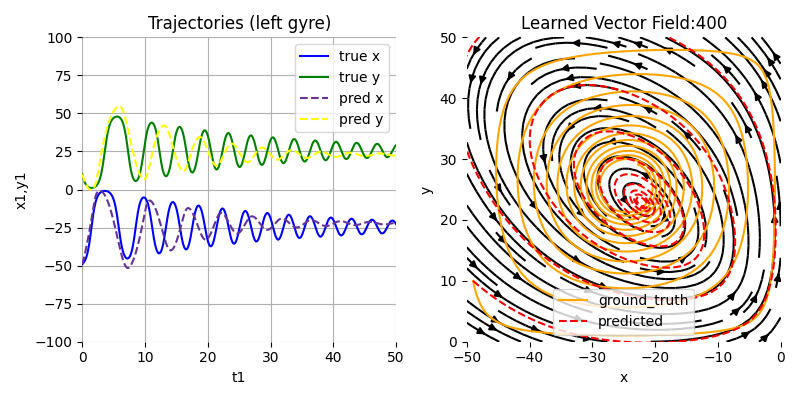 Trajectories (left gyre)
100
75
50
25
0
−25
−50
−75
−100
0 10 20 30 40 50
x1,y1
t1
true x
true y
pred x
pred y
Learned Vector Field:400
50
40
30
20
10
0
−50 −40 −30 −20 −10 0
y
x
ground_truth
predicted